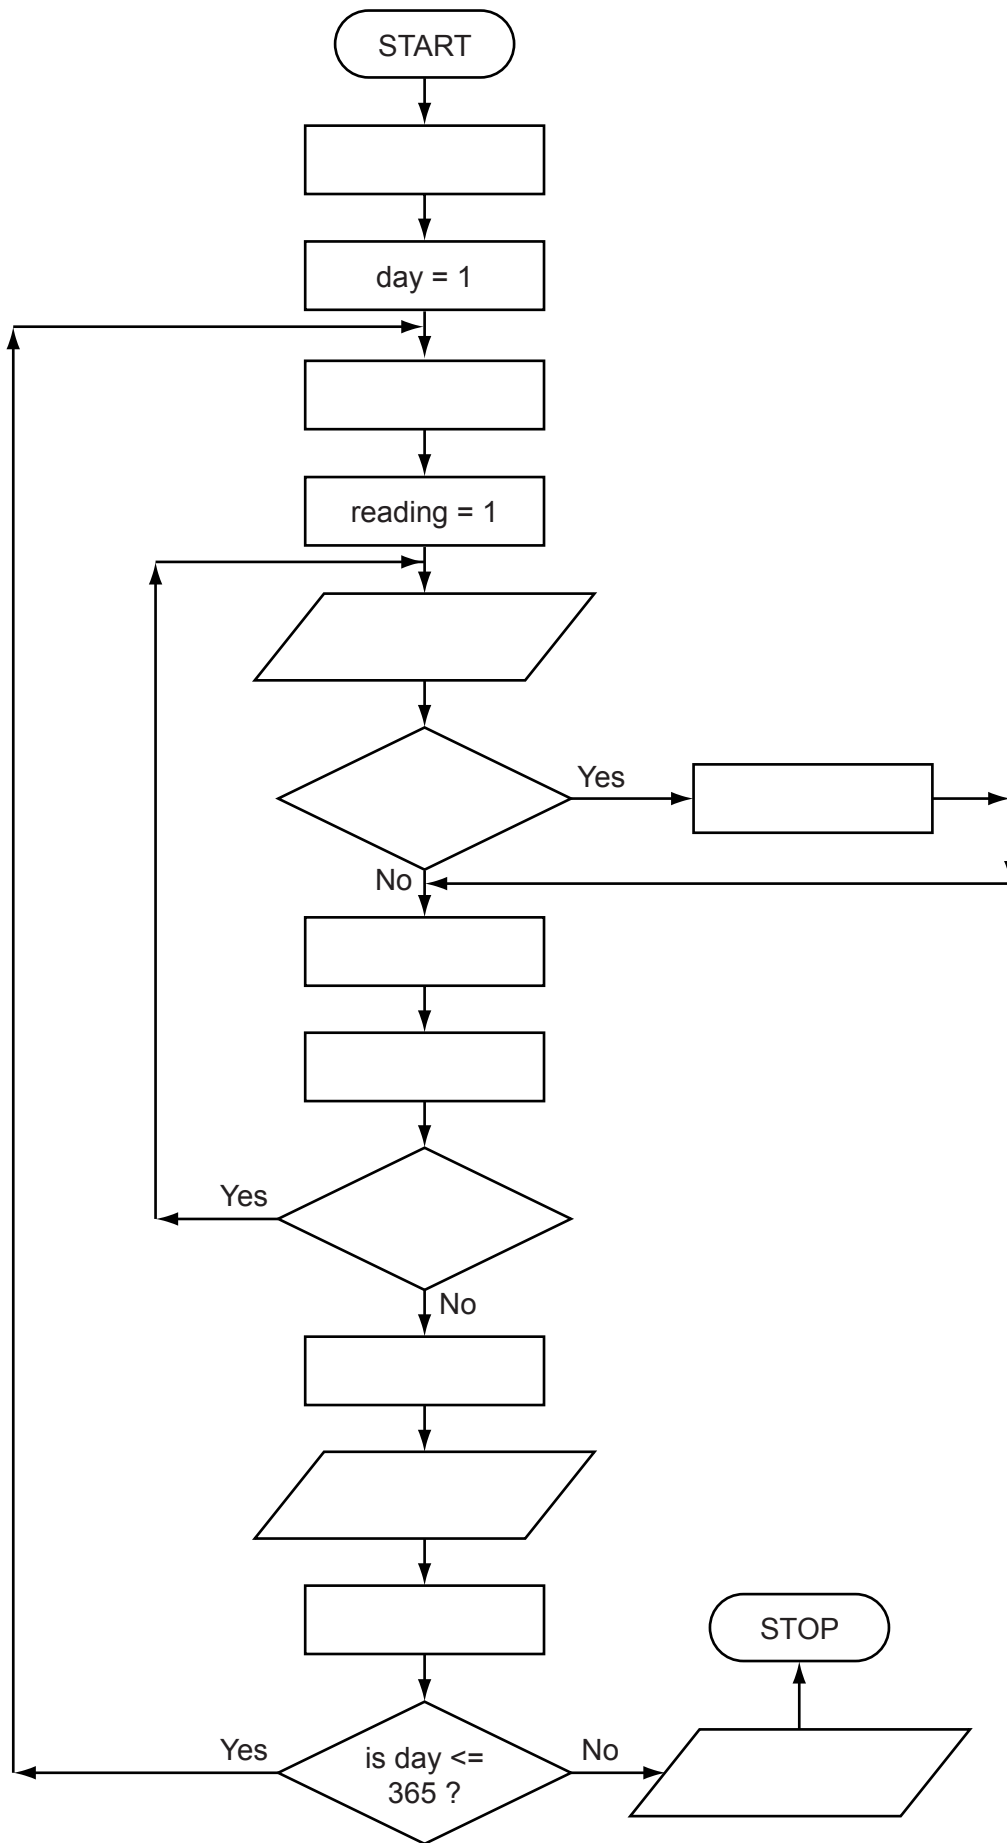 START
day = 1
reading = 1
Yes
No
Yes
No
STOP
Yes
is day <=
365 ?
No